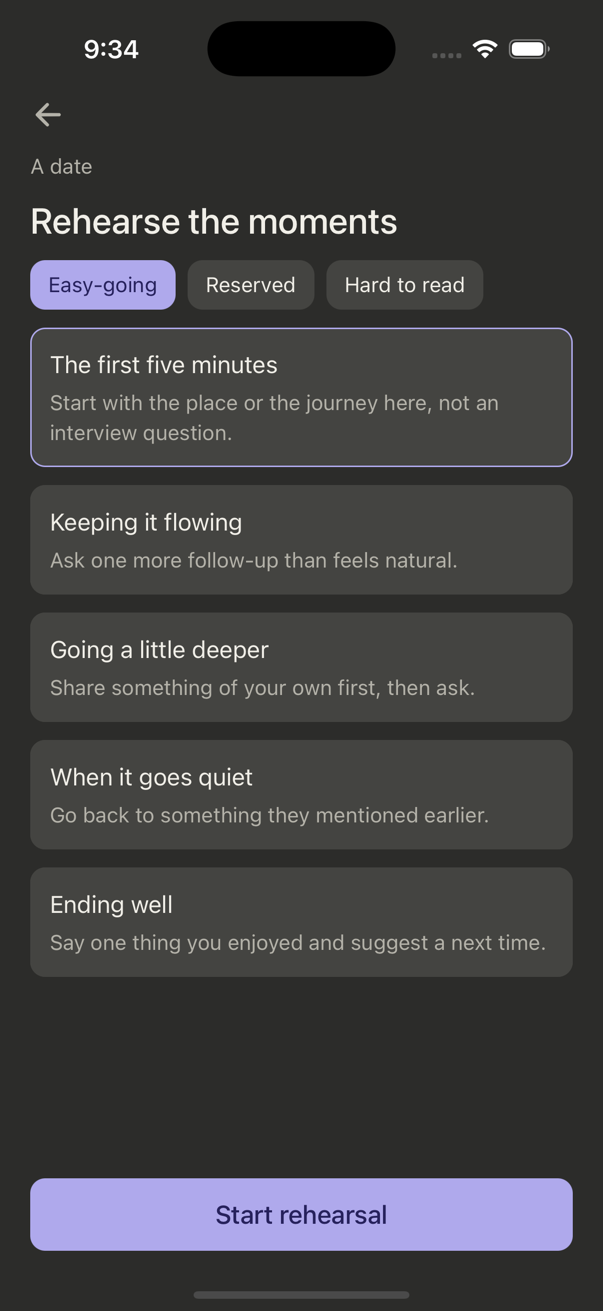 9:34
A date
Rehearse the moments
Easy-going
Reserved
Hard to read
The first five minutes
Start with the place or the journey here, not an
interview question.
Keeping it flowing
Ask one more follow-up than feels natural.
Going a little deeper
Share something of your own first, then ask.
When it goes quiet
Go back to something they mentioned earlier.
Ending well
Say one thing you enjoyed and suggest a next time.
Start rehearsal